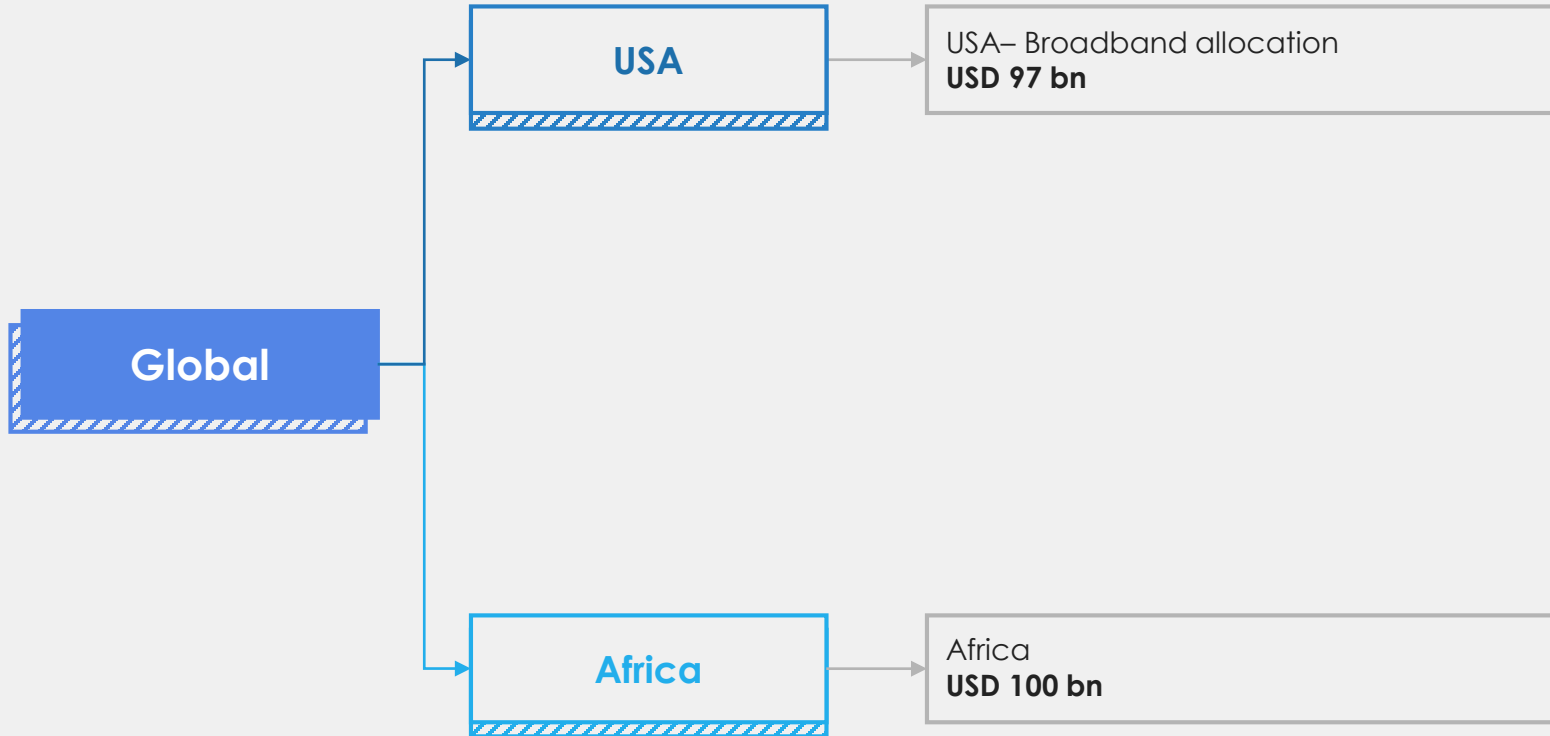 USA
USA– Broadband allocation
USD 97 bn
Global
Africa
Africa
USD 100 bn